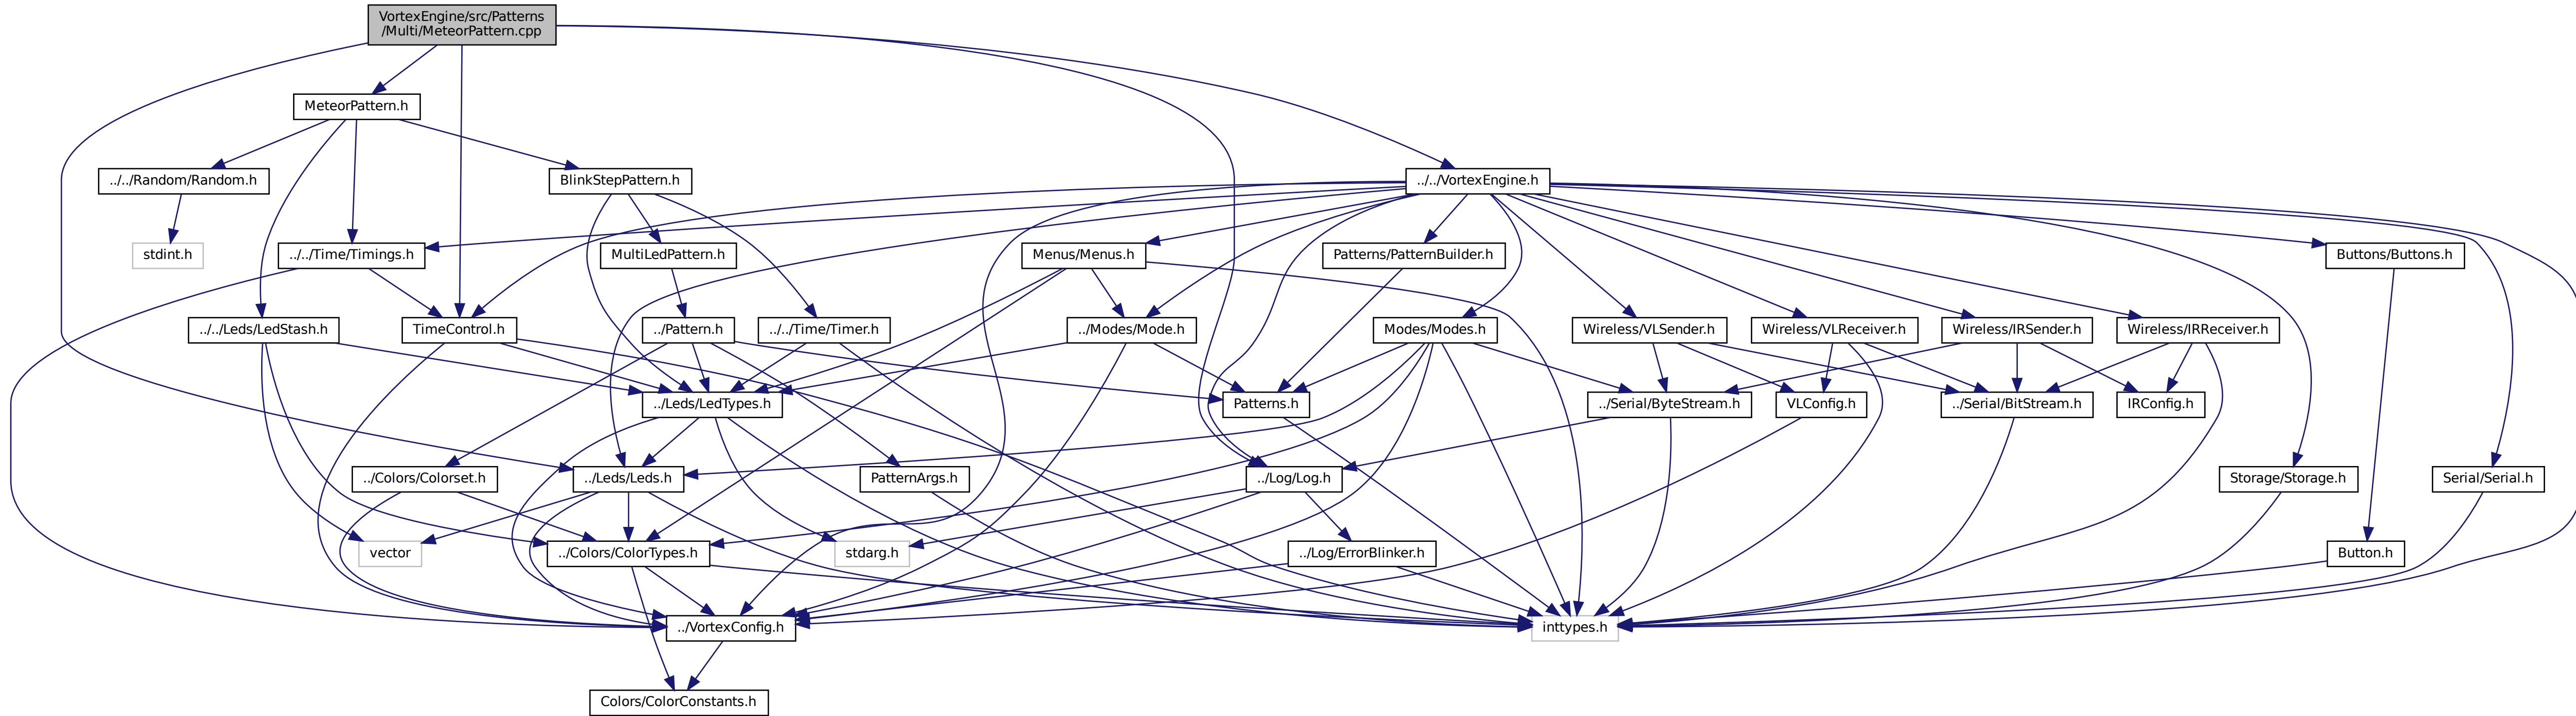 VortexEngine/src/Patterns
/Multi/MeteorPattern.cpp
MeteorPattern.h
../../Random/Random.h
BlinkStepPattern.h
../../VortexEngine.h
stdint.h
../../Time/Timings.h
MultiLedPattern.h
Menus/Menus.h
Patterns/PatternBuilder.h
Buttons/Buttons.h
../../Leds/LedStash.h
TimeControl.h
../Pattern.h
../../Time/Timer.h
../Modes/Mode.h
Modes/Modes.h
Wireless/VLSender.h
Wireless/VLReceiver.h
Wireless/IRSender.h
Wireless/IRReceiver.h
../Leds/LedTypes.h
Patterns.h
../Serial/ByteStream.h
VLConfig.h
../Serial/BitStream.h
IRConfig.h
../Colors/Colorset.h
../Leds/Leds.h
PatternArgs.h
../Log/Log.h
Storage/Storage.h
Serial/Serial.h
vector
../Colors/ColorTypes.h
stdarg.h
../Log/ErrorBlinker.h
Button.h
../VortexConfig.h
inttypes.h
Colors/ColorConstants.h